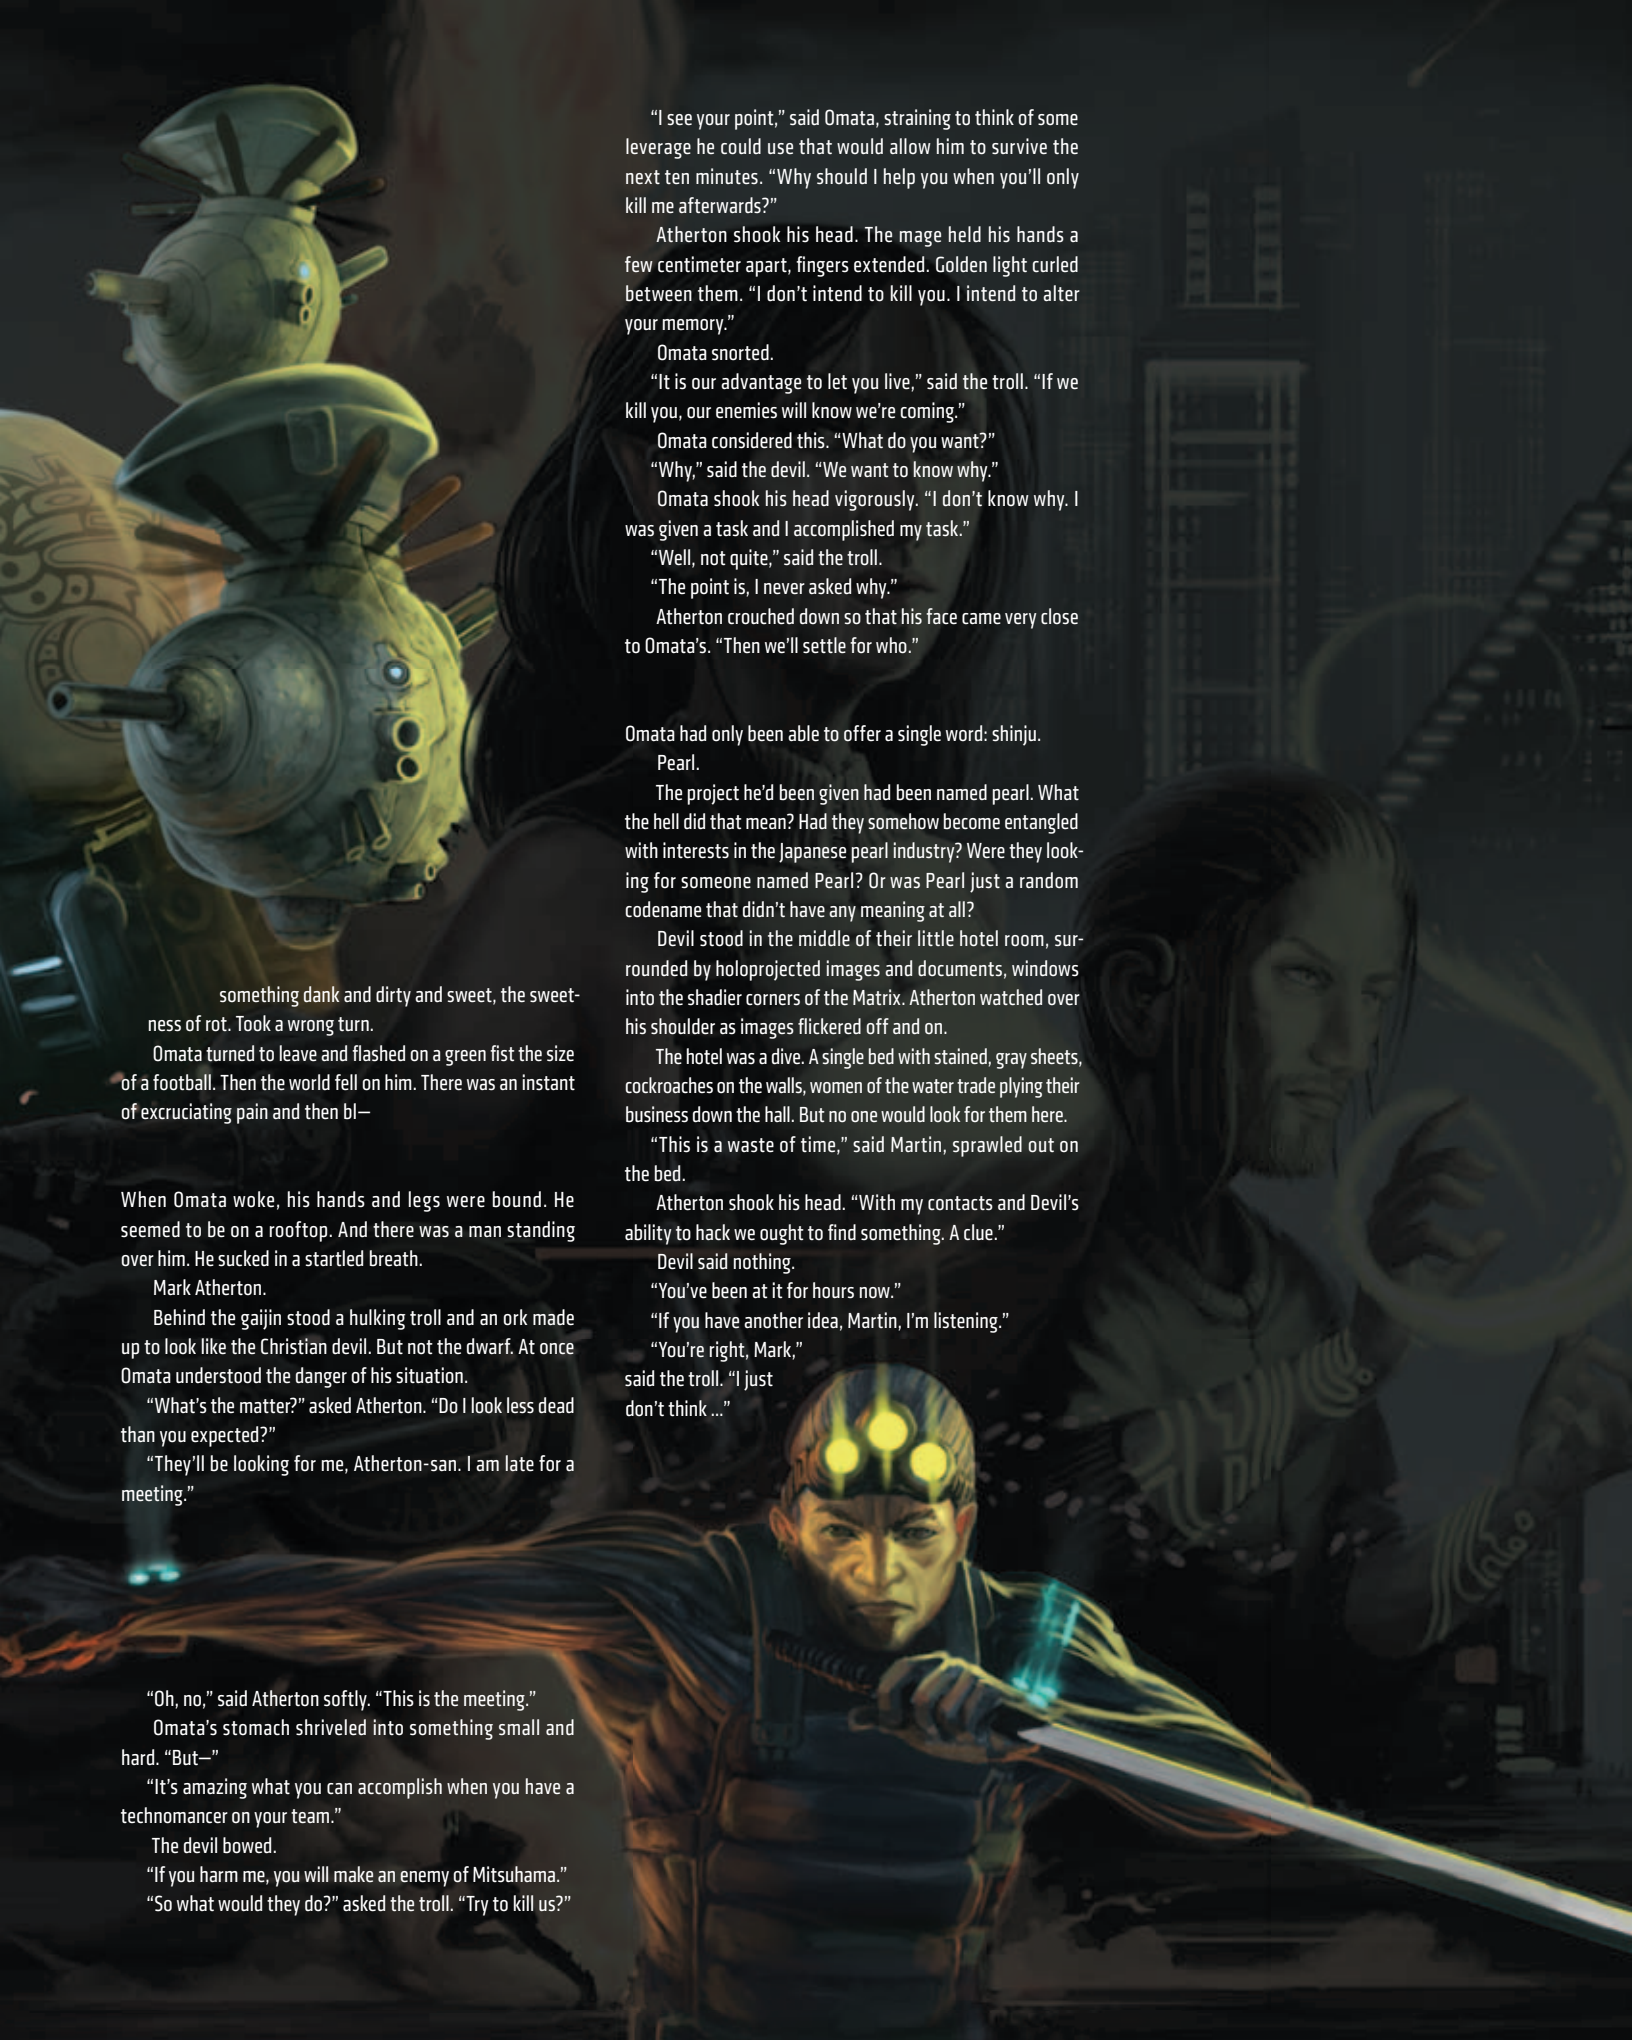 something dank and dirty and sweet, the sweet-
ness of rot. Took a wrong turn.
Omata turned to leave and flashed on a green fist the size
of a football. Then the world fell on him. There was an instant
of excruciating pain and then bl—
When Omata woke, his hands and legs were bound. He
seemed to be on a rooftop. And there was a man standing
over him. He sucked in a startled breath.
Mark Atherton.
Behind the gaijin stood a hulking troll and an ork made
up to look like the Christian devil. But not the dwarf. At once
Omata understood the danger of his situation.
“What’s the matter?” asked Atherton. “Do I look less dead
than you expected?”
“They’ll be looking for me, Atherton-san. I am late for a
meeting.”
“Oh, no,” said Atherton softly. “This is the meeting.”
Omata’s stomach shriveled into something small and
hard. “But—”
“It’s amazing what you can accomplish when you have a
technomancer on your team.”
The devil bowed.
“If you harm me, you will make an enemy of Mitsuhama.”
“So what would they do?” asked the troll. “Try to kill us?”
“I see your point,” said Omata, straining to think of some
leverage he could use that would allow him to survive the
next ten minutes. “Why should I help you when you’ll only
kill me afterwards?”
Atherton shook his head. The mage held his hands a
few centimeter apart, fingers extended. Golden light curled
between them. “I don’t intend to kill you. I intend to alter
your memory.”
Omata snorted.
“It is our advantage to let you live,” said the troll. “If we
kill you, our enemies will know we’re coming.”
Omata considered this. “What do you want?”
“Why,” said the devil. “We want to know why.”
Omata shook his head vigorously. “I don’t know why. I
was given a task and I accomplished my task.”
“Well, not quite,” said the troll.
“The point is, I never asked why.”
Atherton crouched down so that his face came very close
to Omata’s. “Then we’ll settle for who.”
Omata had only been able to offer a single word: shinju.
Pearl.
The project he’d been given had been named pearl. What
the hell did that mean? Had they somehow become entangled
with interests in the Japanese pearl industry? Were they look-
ing for someone named Pearl? Or was Pearl just a random
codename that didn’t have any meaning at all?
Devil stood in the middle of their little hotel room, sur-
rounded by holoprojected images and documents, windows
into the shadier corners of the Matrix. Atherton watched over
his shoulder as images flickered off and on.
The hotel was a dive. A single bed with stained, gray sheets,
cockroaches on the walls, women of the water trade plying their
business down the hall. But no one would look for them here.
“This is a waste of time,” said Martin, sprawled out on
the bed.
Atherton shook his head. “With my contacts and Devil’s
ability to hack we ought to find something. A clue.”
Devil said nothing.
“You’ve been at it for hours now.”
“If you have another idea, Martin, I’m listening.”
“You’re right, Mark,”
said the troll. “I just
don’t think ...”